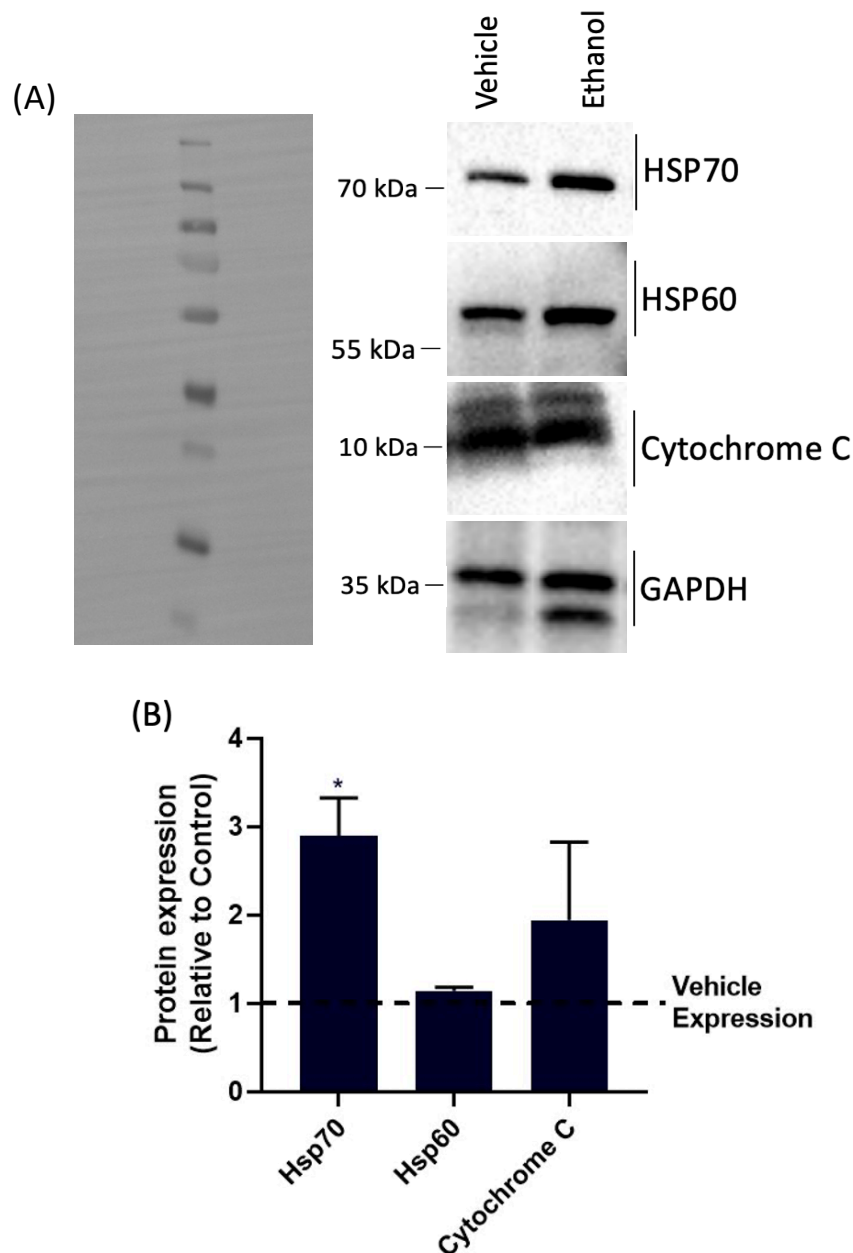 (A)
Vehicle
Ethanol
70 kDa
HSP70
HSP60
55 kDa
10 kDa
Cytochrome C
35 kDa
GAPDH
(B)
Protein expression
(Relative to Control)
4
*
3
2
1
0
Vehicle
Expression
Hsp70
Hsp60
Cytochrome C